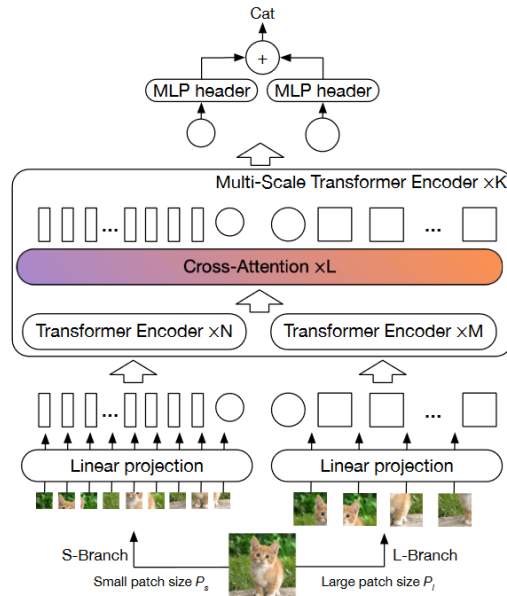 Cat
+
MLP header MLP header
Multi-Scale Transformer Encoder ×K
... ...
Cross-Attention ×L
Transformer Encoder ×N Transformer Encoder ×M
... ...
Linear projection Linear projection
S-Branch L-Branch
Small patch size Pₛ Large patch size Pₗ